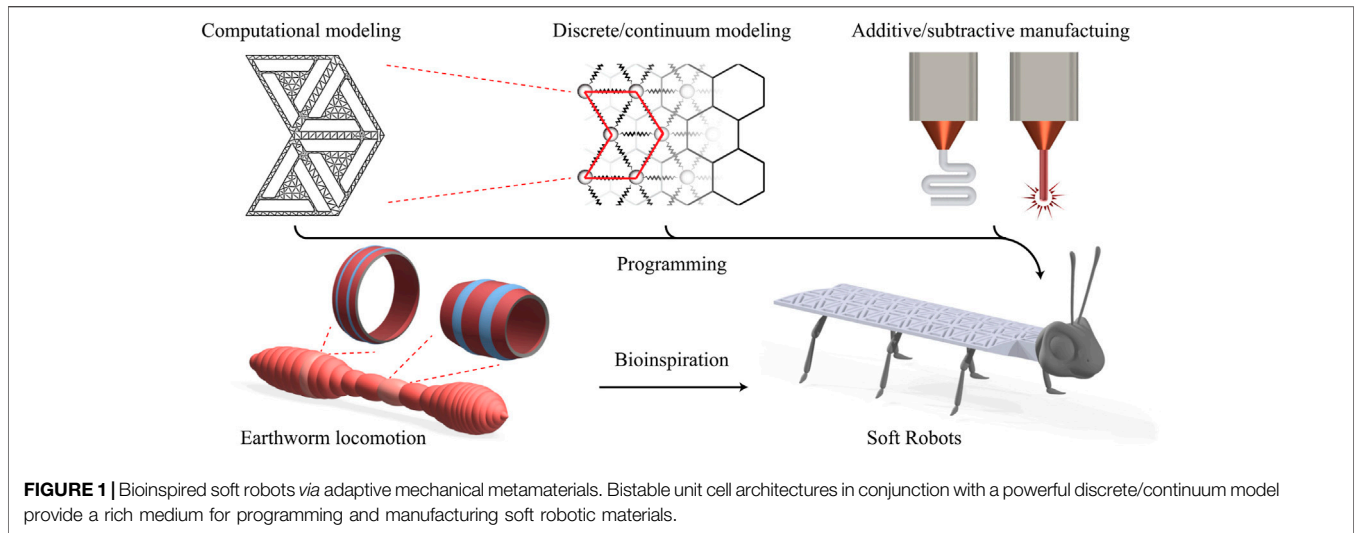 Computational modeling
Discrete/continuum modeling
Additive/subtractive manufactuing
Programming
Bioinspiration
Earthworm locomotion
Soft Robots
FIGURE 1 | Bioinspired soft robots via adaptive mechanical metamaterials. Bistable unit cell architectures in conjunction with a powerful discrete/continuum model
provide a rich medium for programming and manufacturing soft robotic materials.